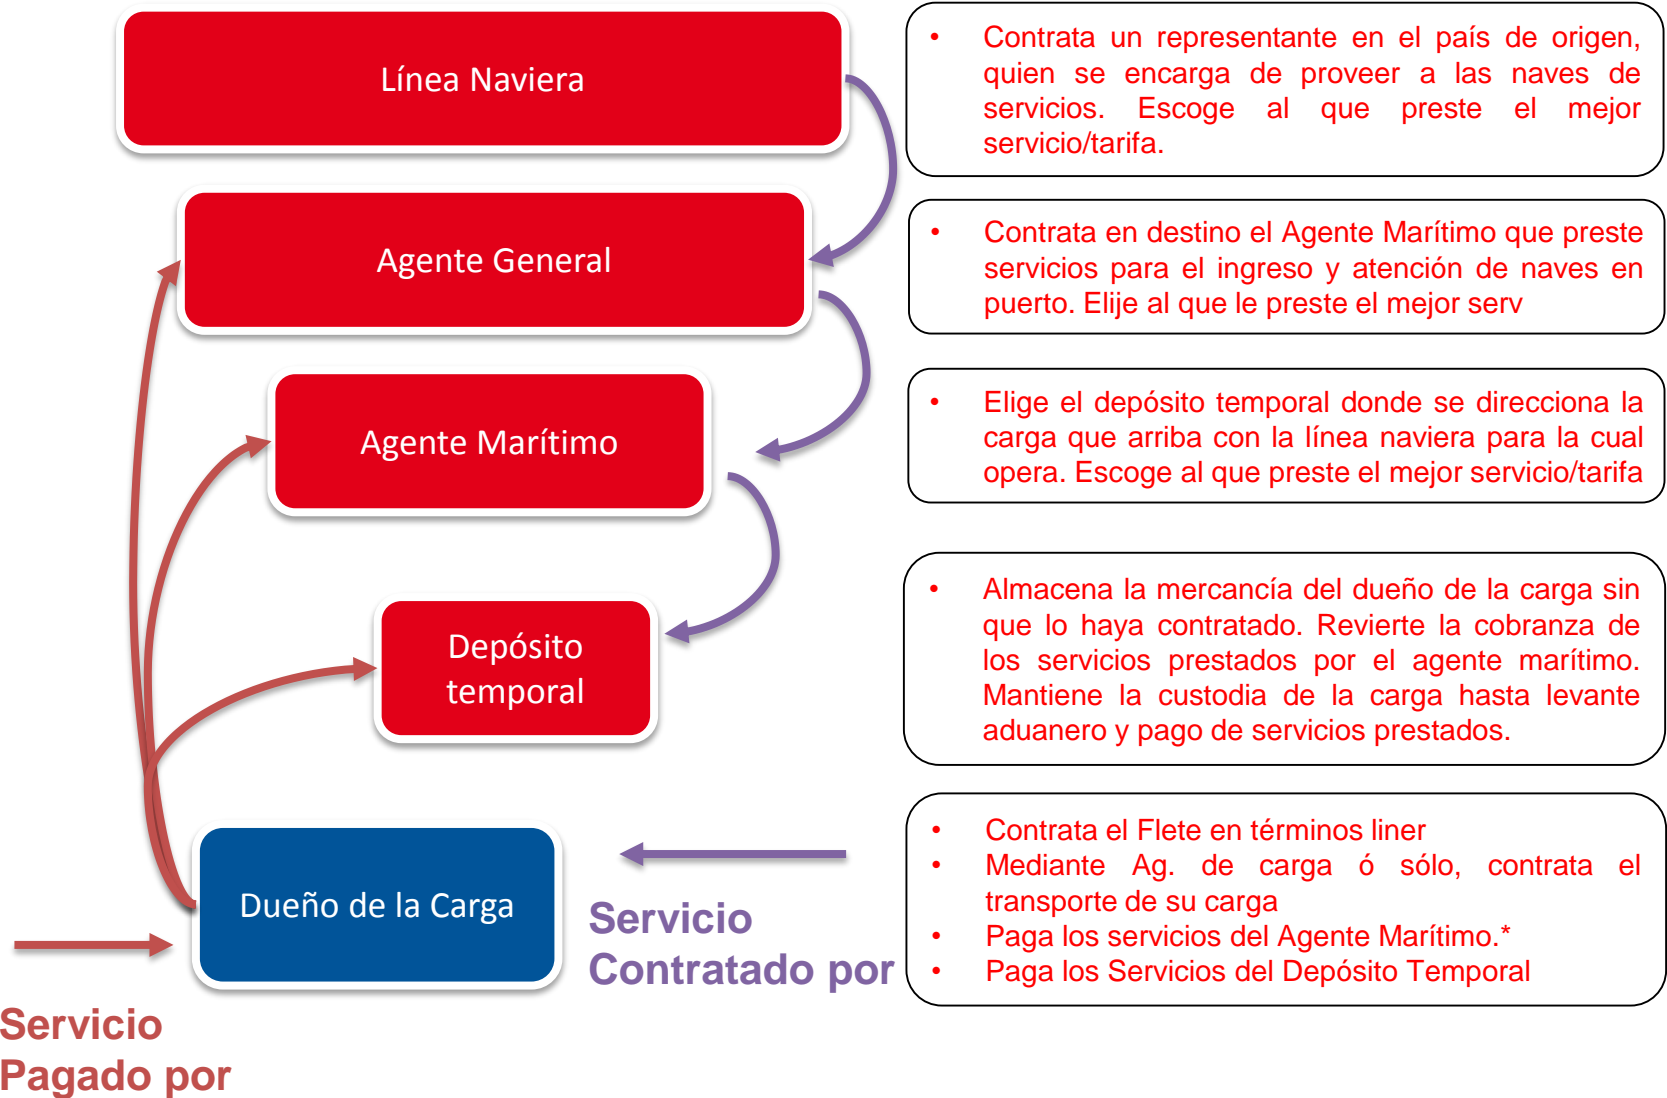 Línea Naviera
• Contrata un representante en el país de origen,
quien se encarga de proveer a las naves de
servicios. Escoge al que preste el mejor
servicio/tarifa.
Agente General
• Contrata en destino el Agente Marítimo que preste
servicios para el ingreso y atención de naves en
puerto. Elije al que le preste el mejor serv
Agente Marítimo
• Elige el depósito temporal donde se direcciona la
carga que arriba con la línea naviera para la cual
opera. Escoge al que preste el mejor servicio/tarifa
Depósito
temporal
• Almacena la mercancía del dueño de la carga sin
que lo haya contratado. Revierte la cobranza de
los servicios prestados por el agente marítimo.
Mantiene la custodia de la carga hasta levante
aduanero y pago de servicios prestados.
Dueño de la Carga
Servicio
Contratado por
• Contrata el Flete en términos liner
• Mediante Ag. de carga ó sólo, contrata el
transporte de su carga
• Paga los servicios del Agente Marítimo.*
• Paga los Servicios del Depósito Temporal
Servicio
Pagado por